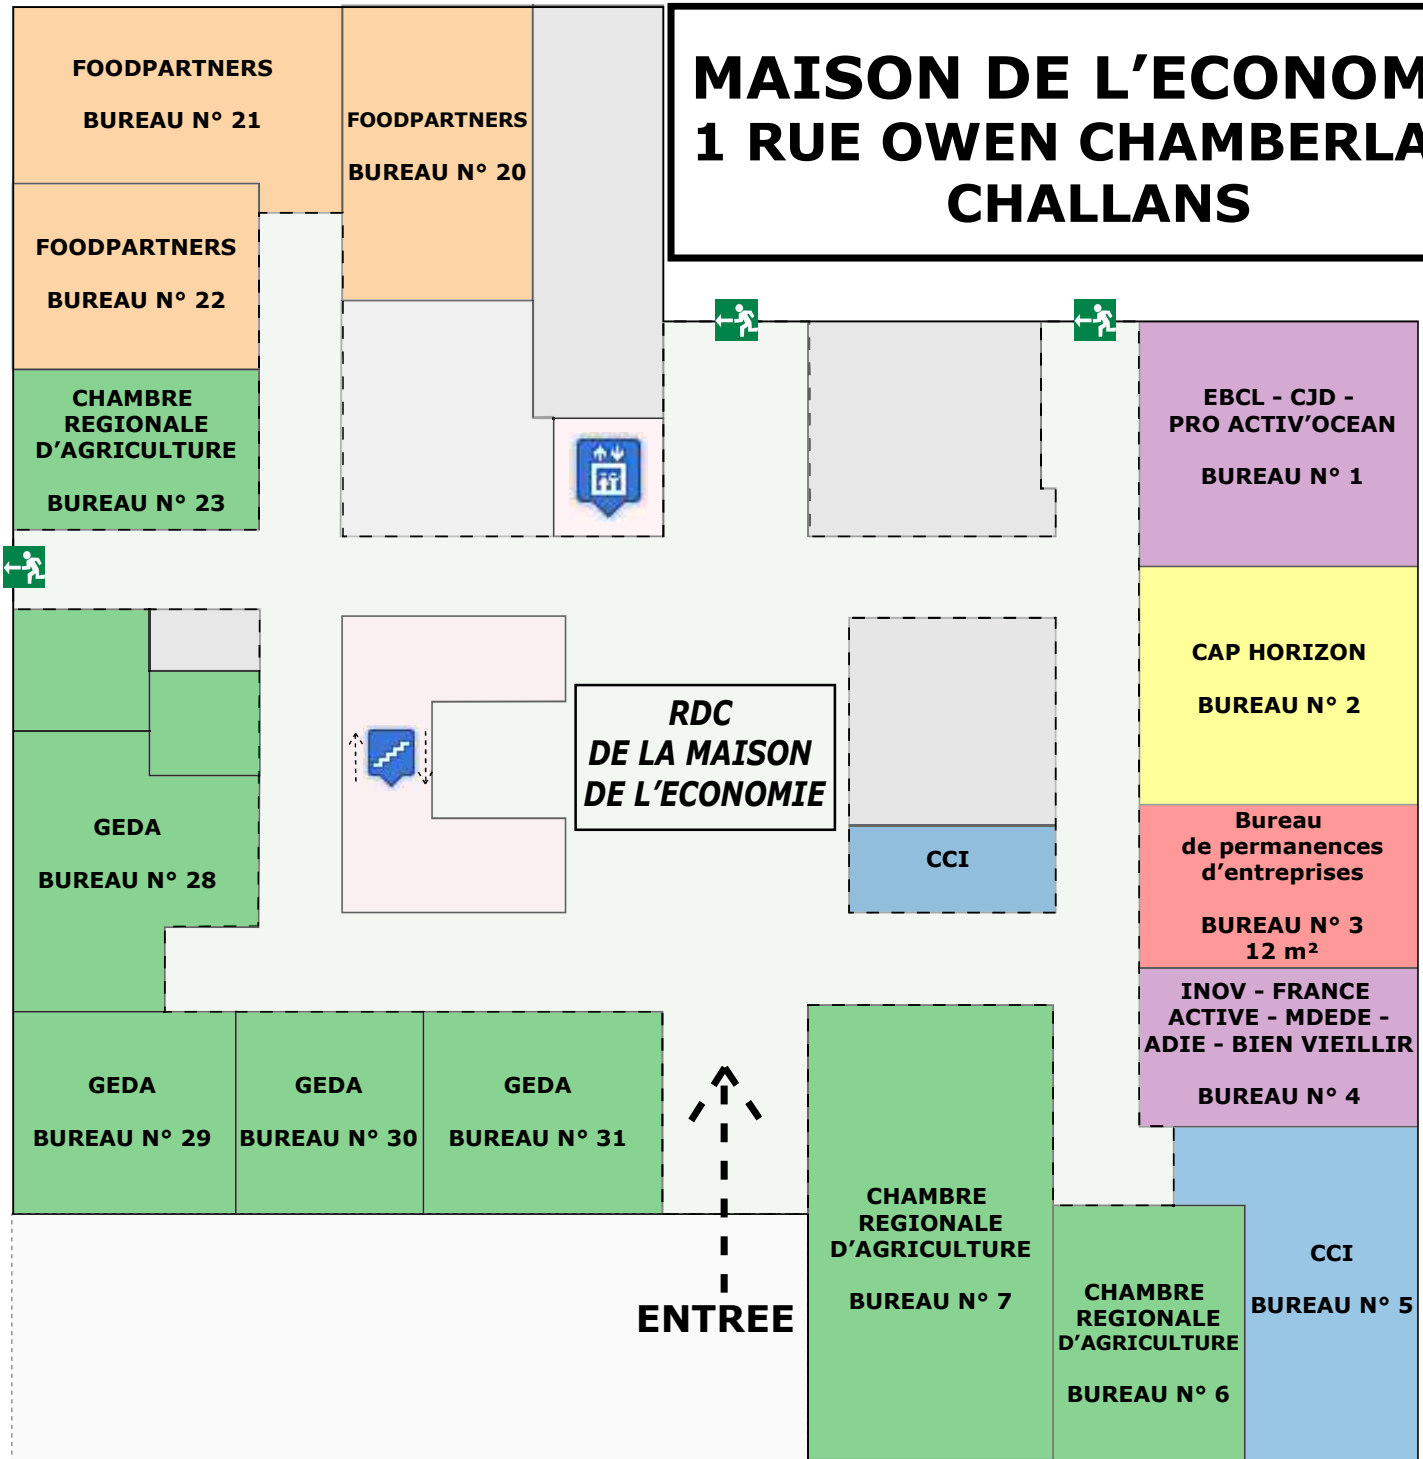 MAISON DE L'ECONOM
1 RUE OWEN CHAMBERLA
CHALLANS
FOODPARTNERS
BUREAU N° 21
FOODPARTNERS
BUREAU N° 20
FOODPARTNERS
BUREAU N° 22
CHAMBRE
REGIONALE
D'AGRICULTURE
BUREAU N° 23
EBCL - CJD -
PRO ACTIV'OCEAN
BUREAU N° 1
CAP HORIZON
BUREAU N° 2
RDC
DE LA MAISON
DE L'ECONOMIE
GEDA
BUREAU N° 28
CCI
Bureau
de permanences
d'entreprises
BUREAU N° 3
12 m²
INOV - FRANCE
ACTIVE - MDEDE -
ADIE - BIEN VIEILLIR
BUREAU N° 4
GEDA
BUREAU N° 29
GEDA
BUREAU N° 30
GEDA
BUREAU N° 31
CHAMBRE
REGIONALE
D'AGRICULTURE
BUREAU N° 7
CHAMBRE
REGIONALE
D'AGRICULTURE
BUREAU N° 6
CCI
BUREAU N° 5
ENTREE